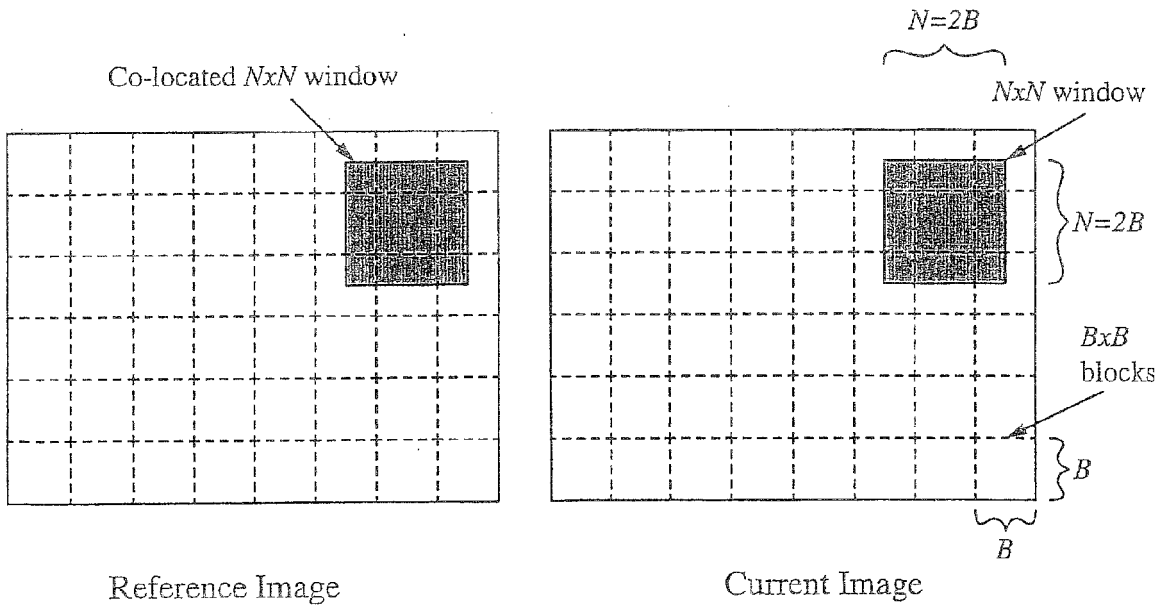 N=2B
Co-located NxN window
NxN window
N=2B
BxB
blocks
B
B
Reference Image
Current Image